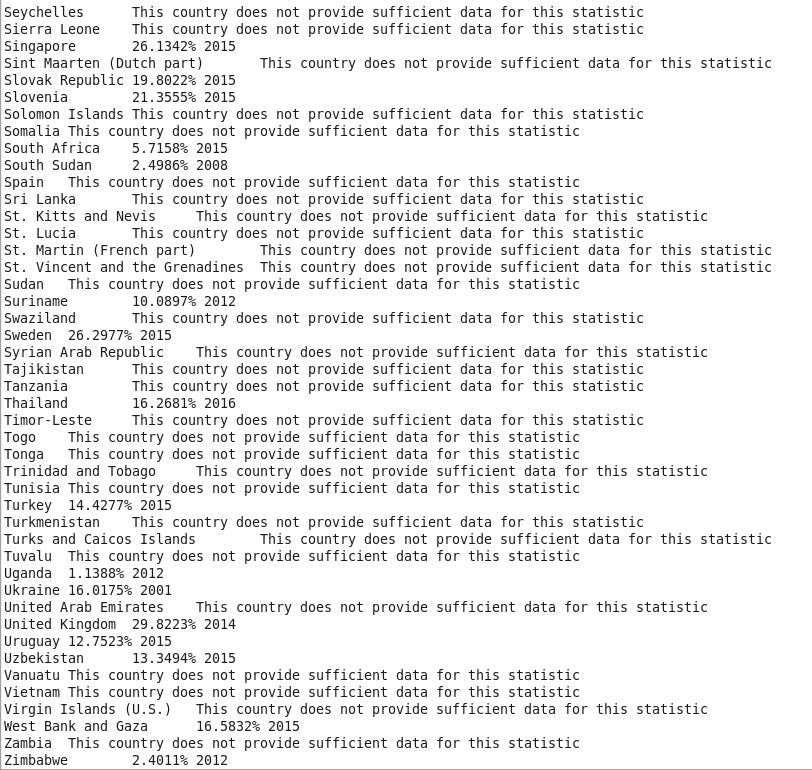 Seychelles	This country does not provide sufficient data for this statistic
Sierra Leone	This country does not provide sufficient data for this statistic
Singapore	26.1342% 2015
Sint Maarten (Dutch part)	This country does not provide sufficient data for this statistic
Slovak Republic	19.8022% 2015
Slovenia	21.3555% 2015
Solomon Islands	This country does not provide sufficient data for this statistic
Somalia	This country does not provide sufficient data for this statistic
South Africa	5.7158% 2015
South Sudan	2.4986% 2008
Spain	This country does not provide sufficient data for this statistic
Sri Lanka	This country does not provide sufficient data for this statistic
St. Kitts and Nevis	This country does not provide sufficient data for this statistic
St. Lucia	This country does not provide sufficient data for this statistic
St. Martin (French part)	This country does not provide sufficient data for this statistic
St. Vincent and the Grenadines	This country does not provide sufficient data for this statistic
Sudan	This country does not provide sufficient data for this statistic
Suriname	10.0897% 2012
Swaziland	This country does not provide sufficient data for this statistic
Sweden	26.2977% 2015
Syrian Arab Republic	This country does not provide sufficient data for this statistic
Tajikistan	This country does not provide sufficient data for this statistic
Tanzania	This country does not provide sufficient data for this statistic
Thailand	16.2681% 2016
Timor-Leste	This country does not provide sufficient data for this statistic
Togo	This country does not provide sufficient data for this statistic
Tonga	This country does not provide sufficient data for this statistic
Trinidad and Tobago	This country does not provide sufficient data for this statistic
Tunisia	This country does not provide sufficient data for this statistic
Turkey	14.4277% 2015
Turkmenistan	This country does not provide sufficient data for this statistic
Turks and Caicos Islands	This country does not provide sufficient data for this statistic
Tuvalu	This country does not provide sufficient data for this statistic
Uganda	1.1388% 2012
Ukraine	16.0175% 2001
United Arab Emirates	This country does not provide sufficient data for this statistic
United Kingdom	29.8223% 2014
Uruguay	12.7523% 2015
Uzbekistan	13.3494% 2015
Vanuatu	This country does not provide sufficient data for this statistic
Vietnam	This country does not provide sufficient data for this statistic
Virgin Islands (U.S.)	This country does not provide sufficient data for this statistic
West Bank and Gaza	16.5832% 2015
Zambia	This country does not provide sufficient data for this statistic
Zimbabwe	2.4011% 2012